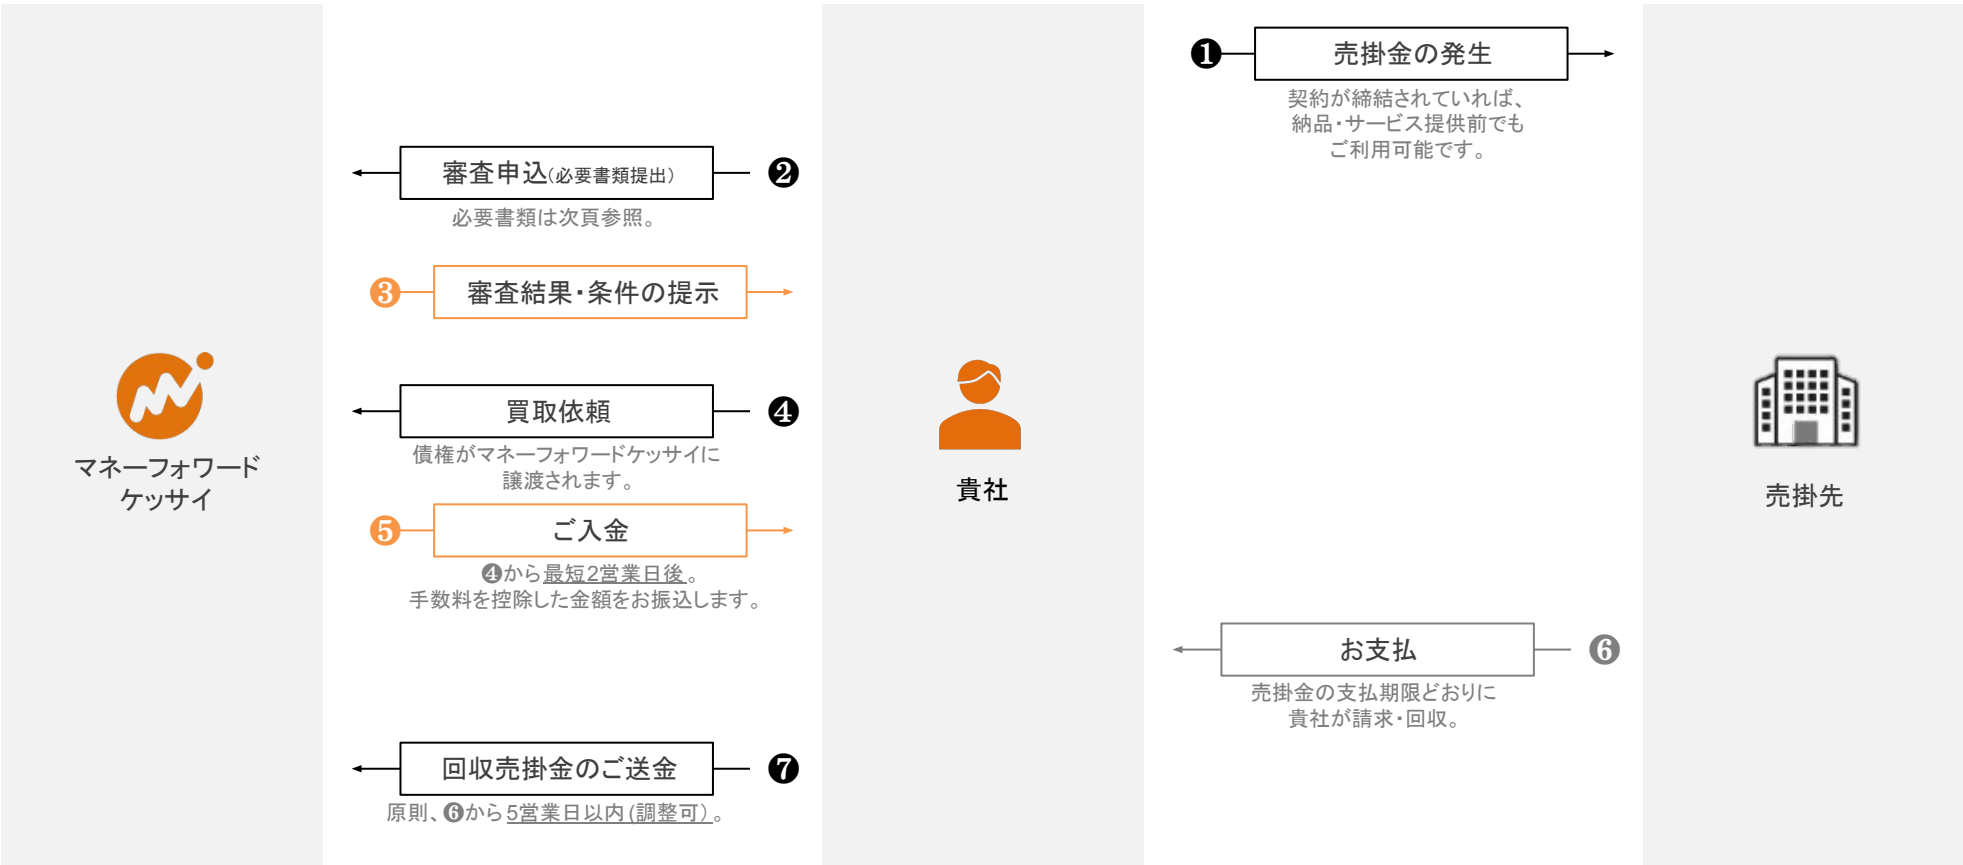 ❶
売掛金の発生
契約が締結されていれば、
納品・サービス提供前でも
ご利用可能です。
審査申込(必要書類提出)
❷
必要書類は次頁参照。
❸
審査結果・条件の提示
買取依頼
❹
債権がマネーフォワードケッサイに
譲渡されます。
❺
ご入金
❹から最短2営業日後。
手数料を控除した金額をお振込します。
マネーフォワード
ケッサイ
貴社
売掛先
お支払
❻
売掛金の支払期限どおりに
貴社が請求・回収。
回収売掛金のご送金
❼
原則、❻から5営業日以内(調整可)。